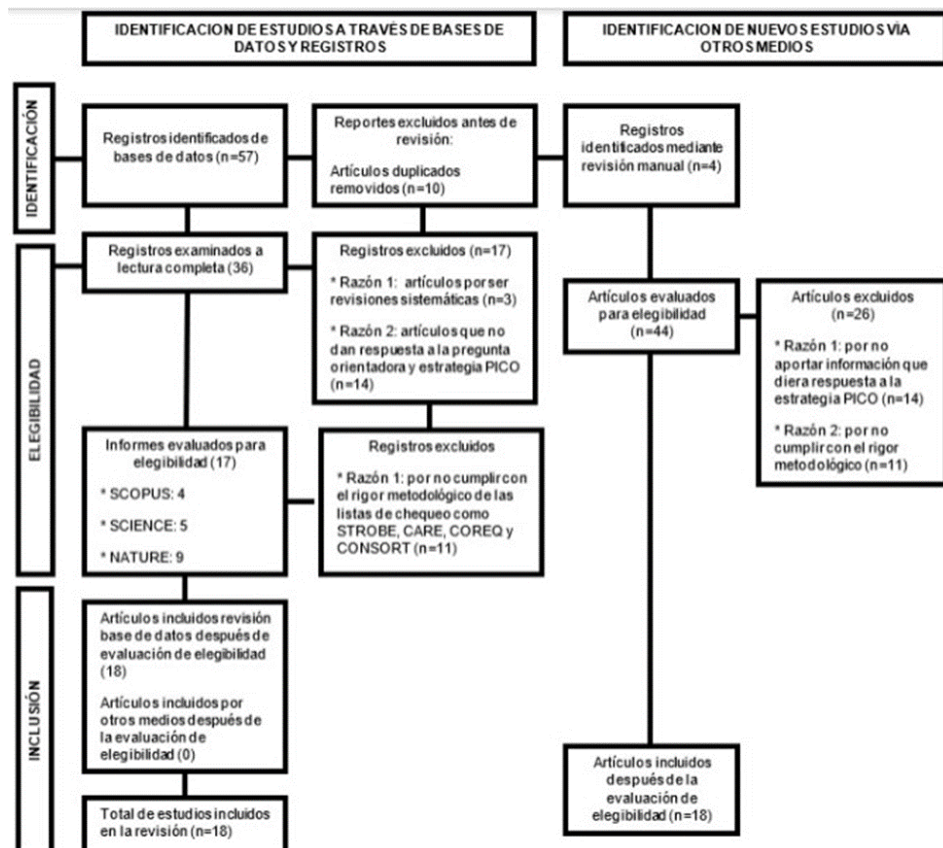 IDENTIFICACION DE ESTUDIOS A TRAVÉS DE BASES DE
DATOS Y REGISTROS
IDENTIFICACION DE NUEVOS ESTUDIOS VÌA
OTROS MEDIOS
IDENTIFICACIÓN
Registros identificados de
bases de datos (n=57)
Reportes excluidos antes de
revisión:
Artículos duplicados
removidos (n=10)
Registros
identificados mediante
revisión manual (n=4)
ELEGIBILIDAD
Registros examinados a
lectura completa (36)
Registros excluidos (n=17)
* Razón 1: artículos por ser
revisiones sistemáticas (n=3)
* Razón 2: artículos que no
dan respuesta a la pregunta
orientadora y estrategia PICO
(n=14)
Artículos evaluados
para elegibilidad
(n=44)
Artículos excluidos
(n=26)
* Razón 1: por no
aportar información que
diera respuesta a la
estrategia PICO (n=14)
* Razón 2: por no
cumplir con el rigor
metodológico (n=11)
Informes evaluados para
elegibilidad (17)
* SCOPUS: 4
* SCIENCE: 5
* NATURE: 9
Registros excluidos
* Razón 1: por no cumplir con
el rigor metodológico de las
listas de chequeo como
STROBE, CARE, COREQ y
CONSORT (n=11)
INCLUSIÓN
Artículos incluidos revisión
base de datos después de
evaluación de elegibilidad
(18)
Artículos incluidos por
otros medios después de
la evaluación de
elegibilidad (0)
Artículos incluidos
después de la
evaluación de
elegibilidad (n=18)
Total de estudios incluidos
en la revisión (n=18)